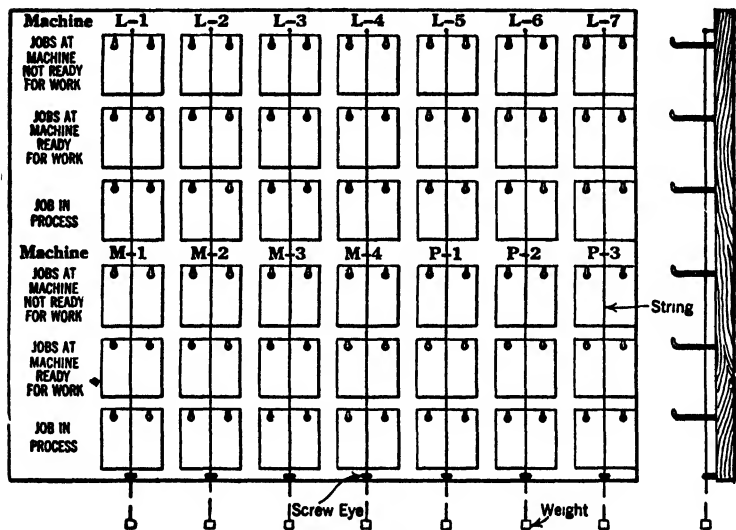 Machine L-1 L-2 L-3 L-4 L-5 L-6 L-7
JOBS AT
MACHINE
NOT READY
FOR WORK
JOBS AT
MACHINE
READY
FOR WORK
JOB IN
PROCESS
Machine M-1 M-2 M-3 M-4 P-1 P-2 P-3
JOBS AT
MACHINE
NOT READY
FOR WORK
String
JOBS AT
MACHINE
READY
FOR WORK
JOB IN
PROCESS
Screw Eye
Weight